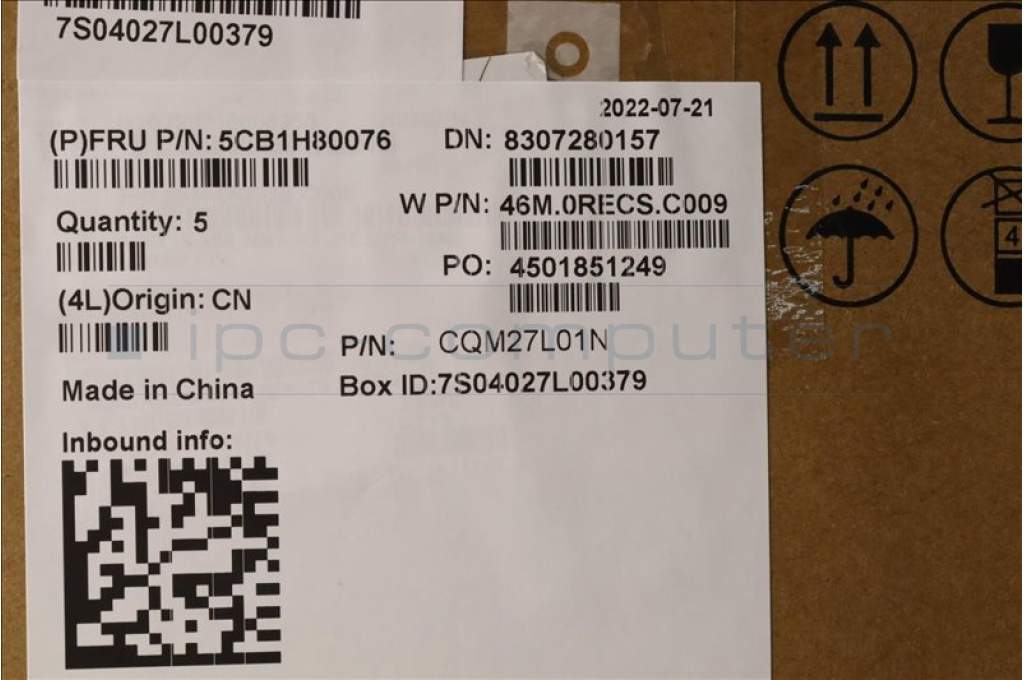 7S04027L00379
2022-07-21
(P)FRU P/N: 5CB1H80076
DN: 8307280157
W P/N: 46M.0RECS.C009
Quantity: 5
PO: 4501851249
(4L)Origin: CN
ipc computer
P/N: CQM27L01N
Made in China
Box ID:7S04027L00379
Inbound info:
4